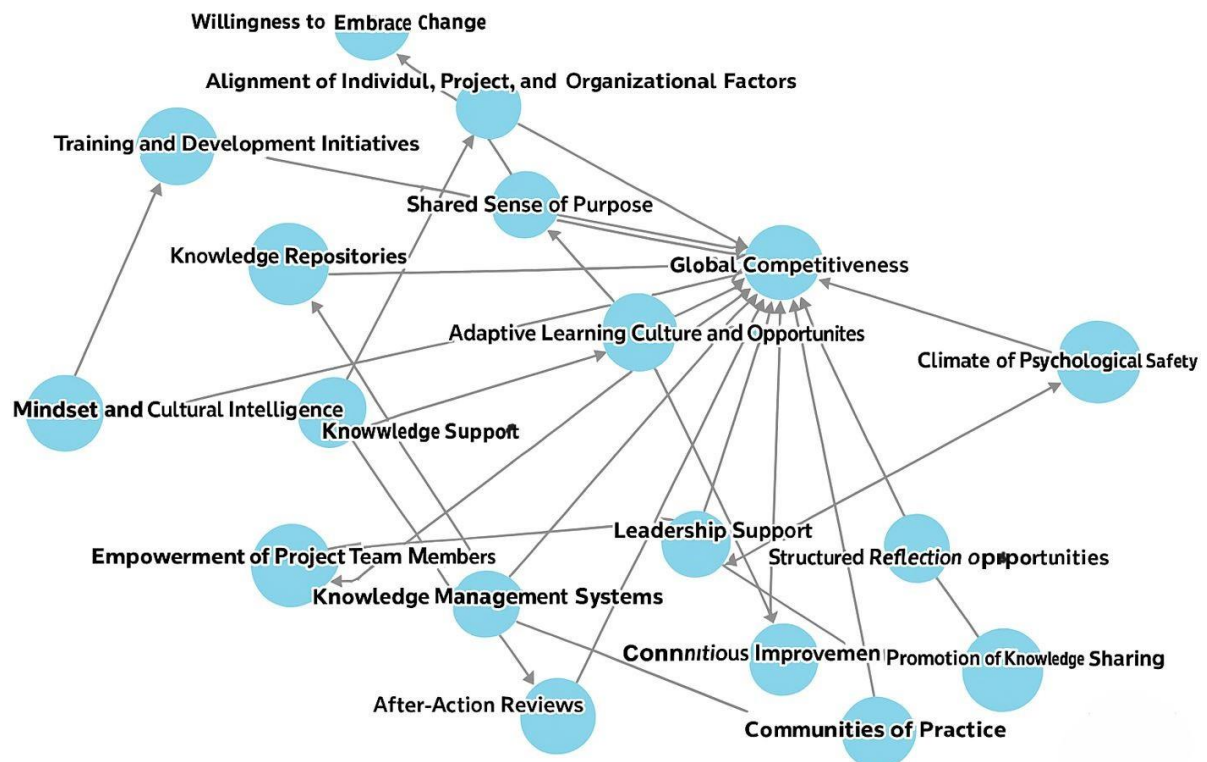 Willingness to Embrace Change
Alignment of Individul, Project, and Organizational Factors
Training and Development Initiatives
Shared Sense of Purpose
Knowledge Repositories
Global Competitiveness
Adaptive Learning Culture and Opportunites
Climate of Psychological Safety
Mindset and Cultural Intelligence
Knowwledge Support
Leadership Support
Empowerment of Project Team Members
Structured Reflection opportunities
Knowledge Management Systems
Connnitious Improvemen
Promotion of Knowledge Sharing
After-Action Reviews
Communities of Practice